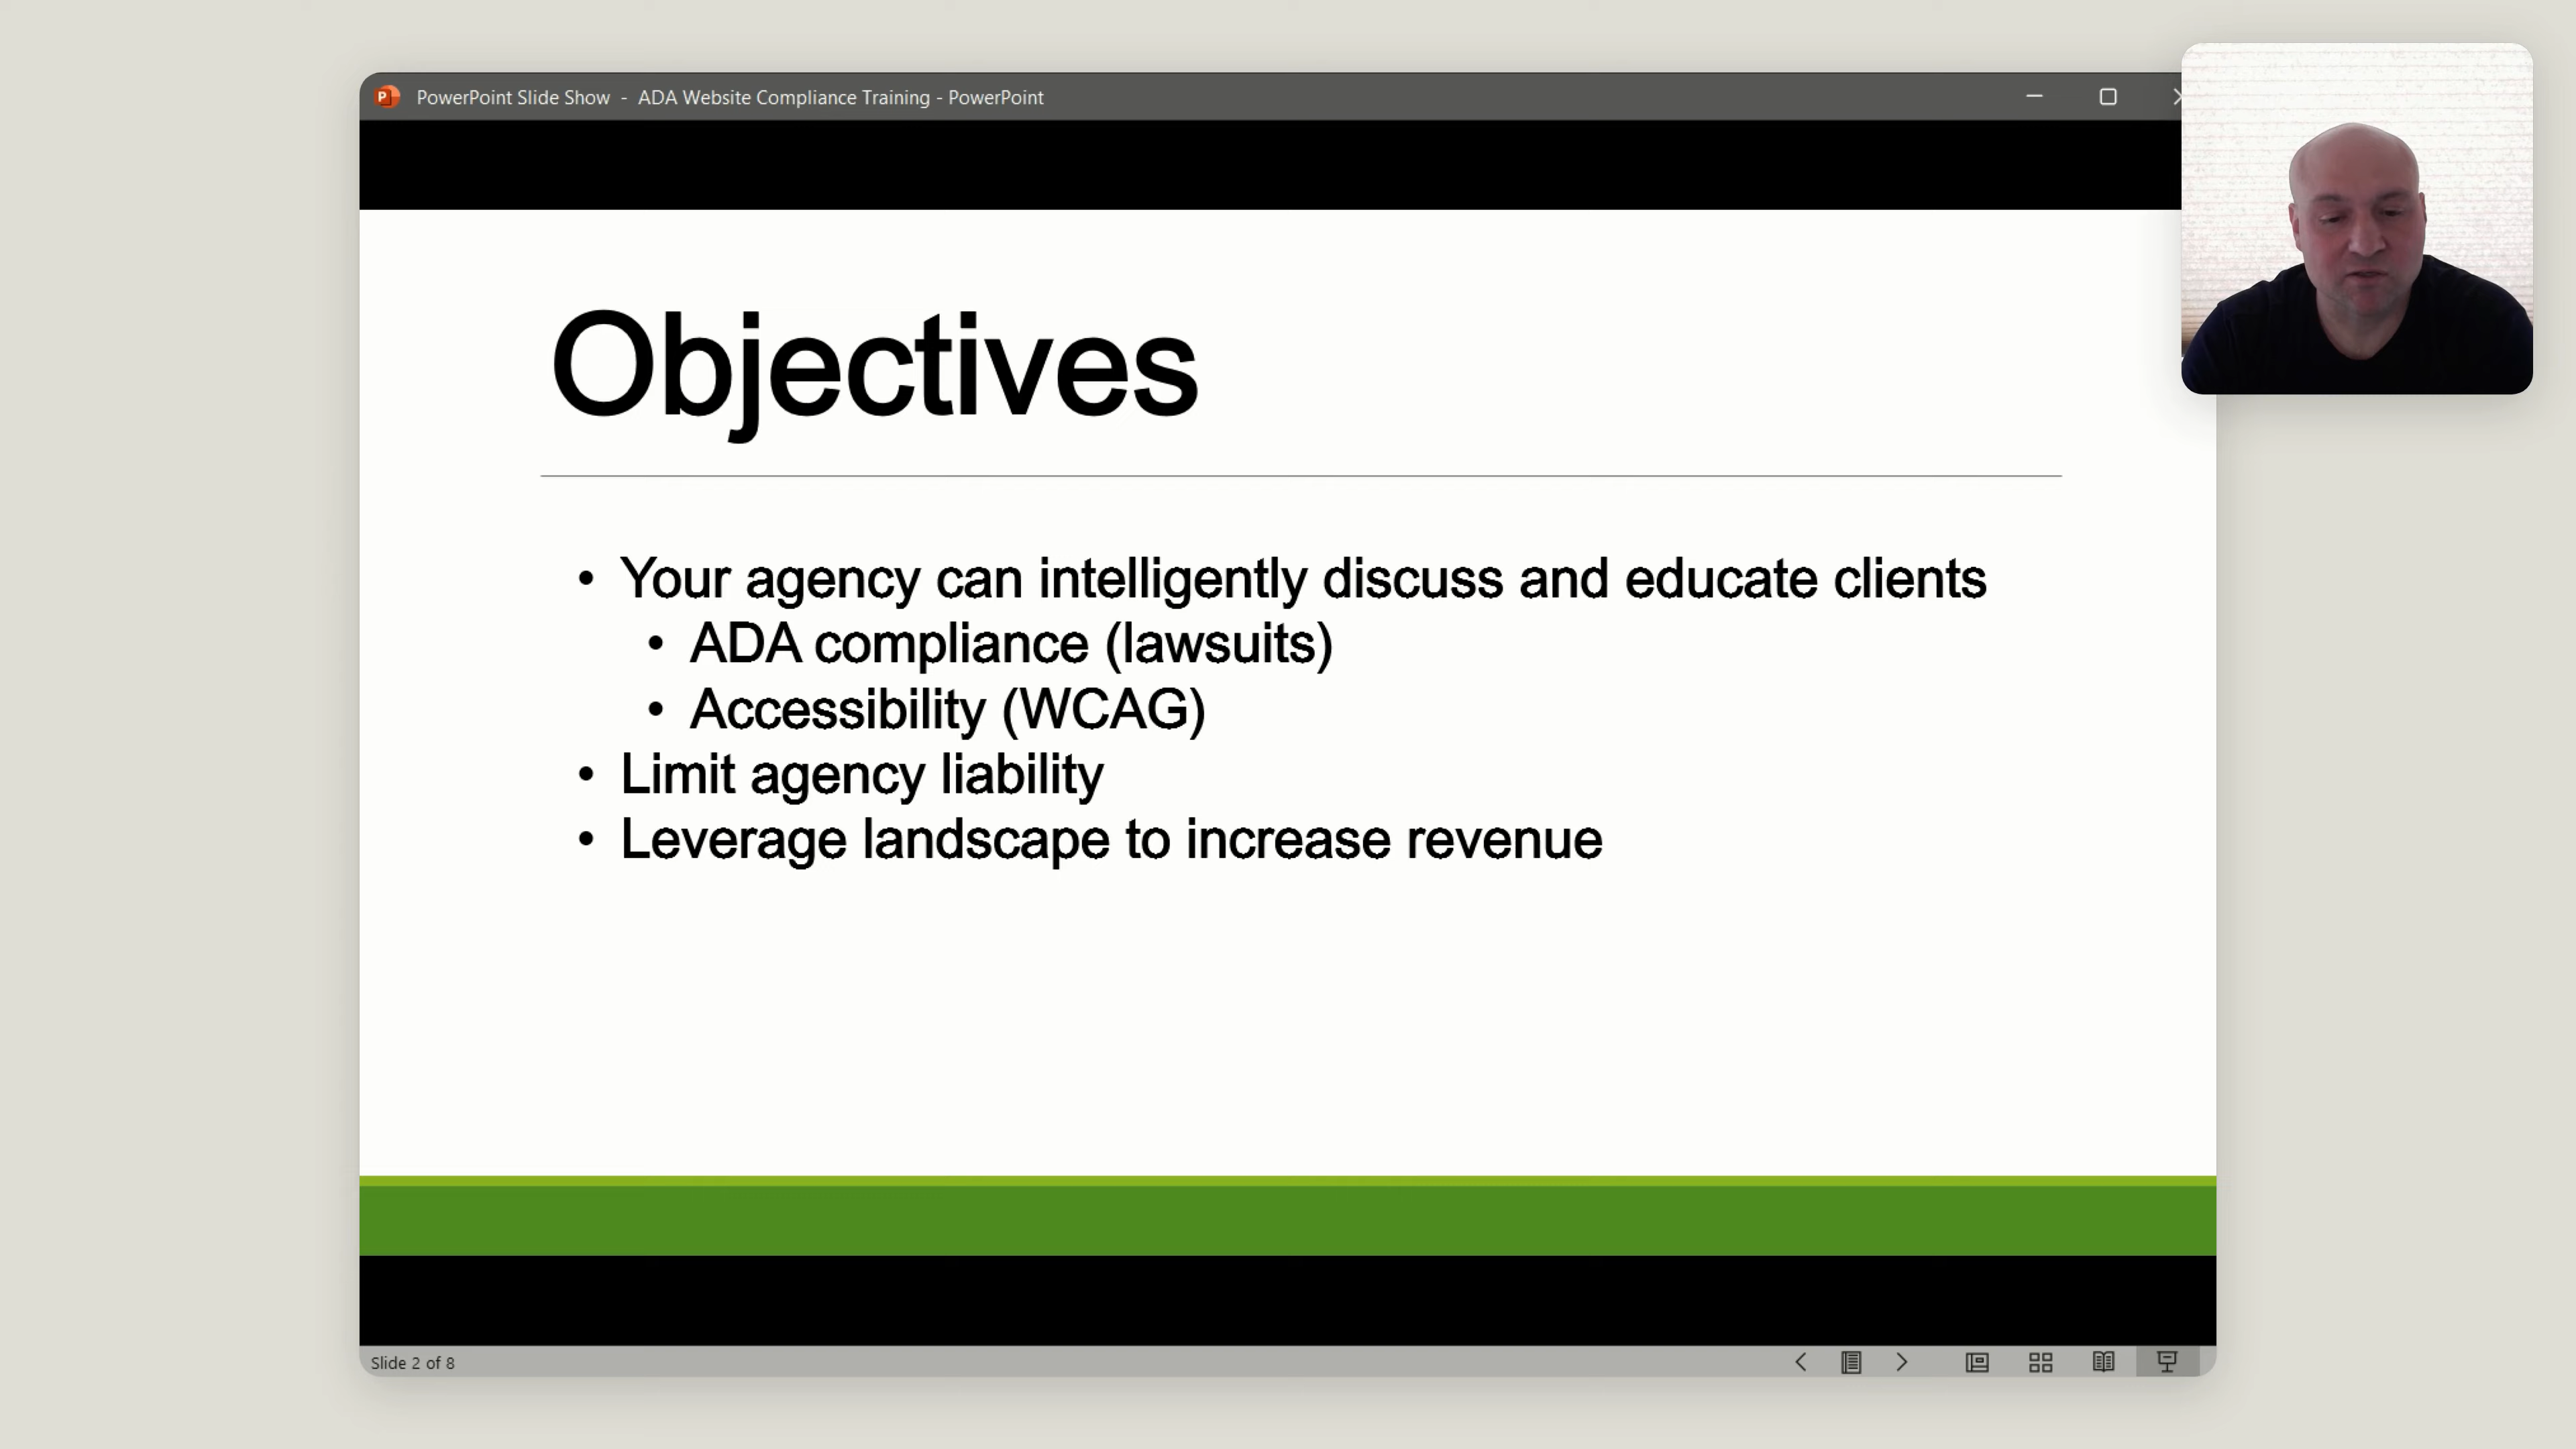 PowerPoint Slide Show - ADA Website Compliance Training - PowerPoint
Objectives
• Your agency can intelligently discuss and educate clients
• ADA compliance (lawsuits)
• Accessibility (WCAG)
• Limit agency liability
• Leverage landscape to increase revenue
Slide 2 of 8